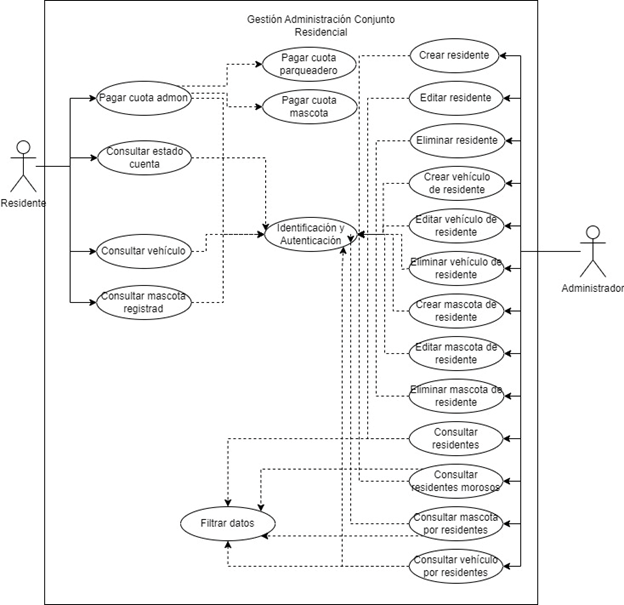 Gestión Administración Conjunto
Residencial
Pagar cuota
parqueadero
Crear residente
Pagar cuota admon
Pagar cuota
mascota
Editar residente
Eliminar residente
Consultar estado
cuenta
Crear vehículo
de residente
Residente
Identificación y
Autenticación
Editar vehículo de
residente
Consultar vehículo
Eliminar vehículo de
residente
Administrador
Consultar mascota
registrad
Crear mascota de
residente
Editar mascota de
residente
Eliminar mascota de
residente
Consultar
residentes
Consultar
residentes morosos
Filtrar datos
Consultar mascota
por residentes
Consultar vehículo
por residentes